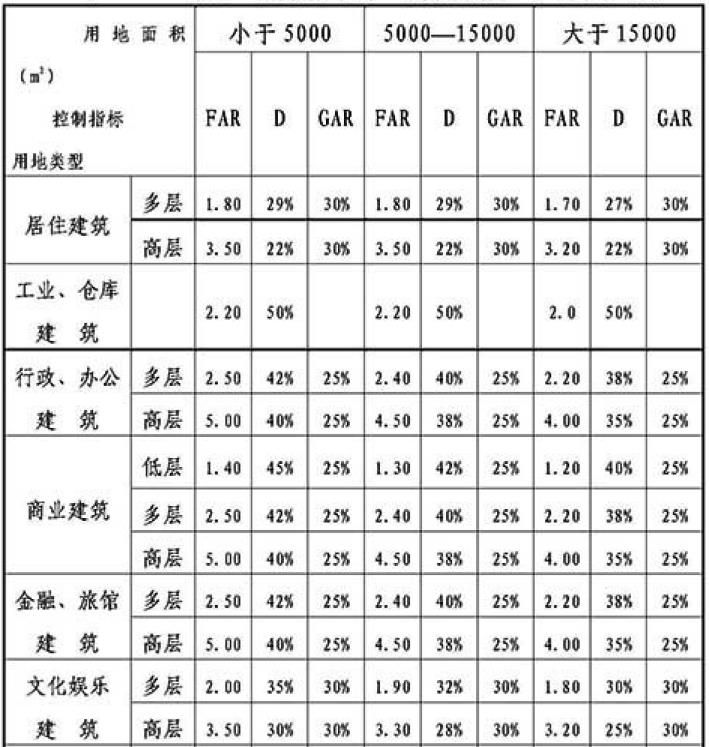 用地面积 小于5000 5000—15000 大于15000
(m²)
控制指标 FAR D GAR FAR D GAR FAR D GAR
用地类型
居住建筑 多层 1.80 29% 30% 1.80 29% 30% 1.70 27% 30%
高层 3.50 22% 30% 3.50 22% 30% 3.20 22% 30%
工业、仓库
建筑 2.20 50% 2.20 50% 2.0 50%
行政、办公 多层 2.50 42% 25% 2.40 40% 25% 2.20 38% 25%
建筑 高层 5.00 40% 25% 4.50 38% 25% 4.00 35% 25%
商业建筑 低层 1.40 45% 25% 1.30 42% 25% 1.20 40% 25%
多层 2.50 42% 25% 2.40 40% 25% 2.20 38% 25%
高层 5.00 40% 25% 4.50 38% 25% 4.00 35% 25%
金融、旅馆 多层 2.50 42% 25% 2.40 40% 25% 2.20 38% 25%
建筑 高层 5.00 40% 25% 4.50 38% 25% 4.00 35% 25%
文化娱乐 多层 2.00 35% 30% 1.90 32% 30% 1.80 30% 30%
建筑 高层 3.50 30% 30% 3.30 28% 30% 3.20 25% 30%